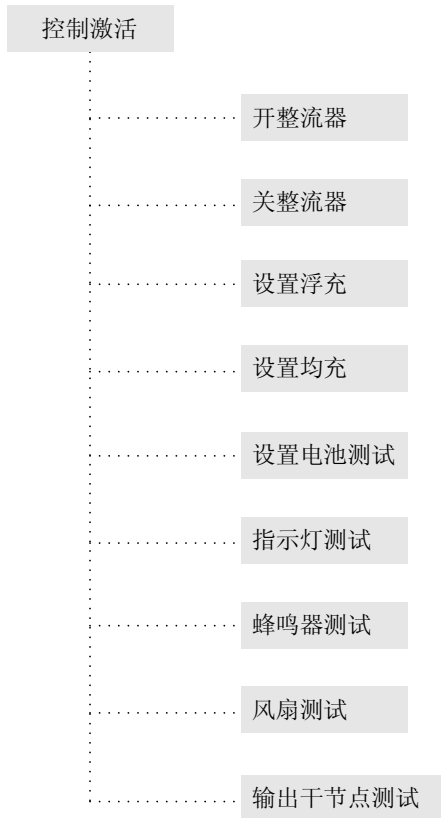 控制激活
开整流器
关整流器
设置浮充
设置均充
设置电池测试
指示灯测试
蜂鸣器测试
风扇测试
输出干节点测试